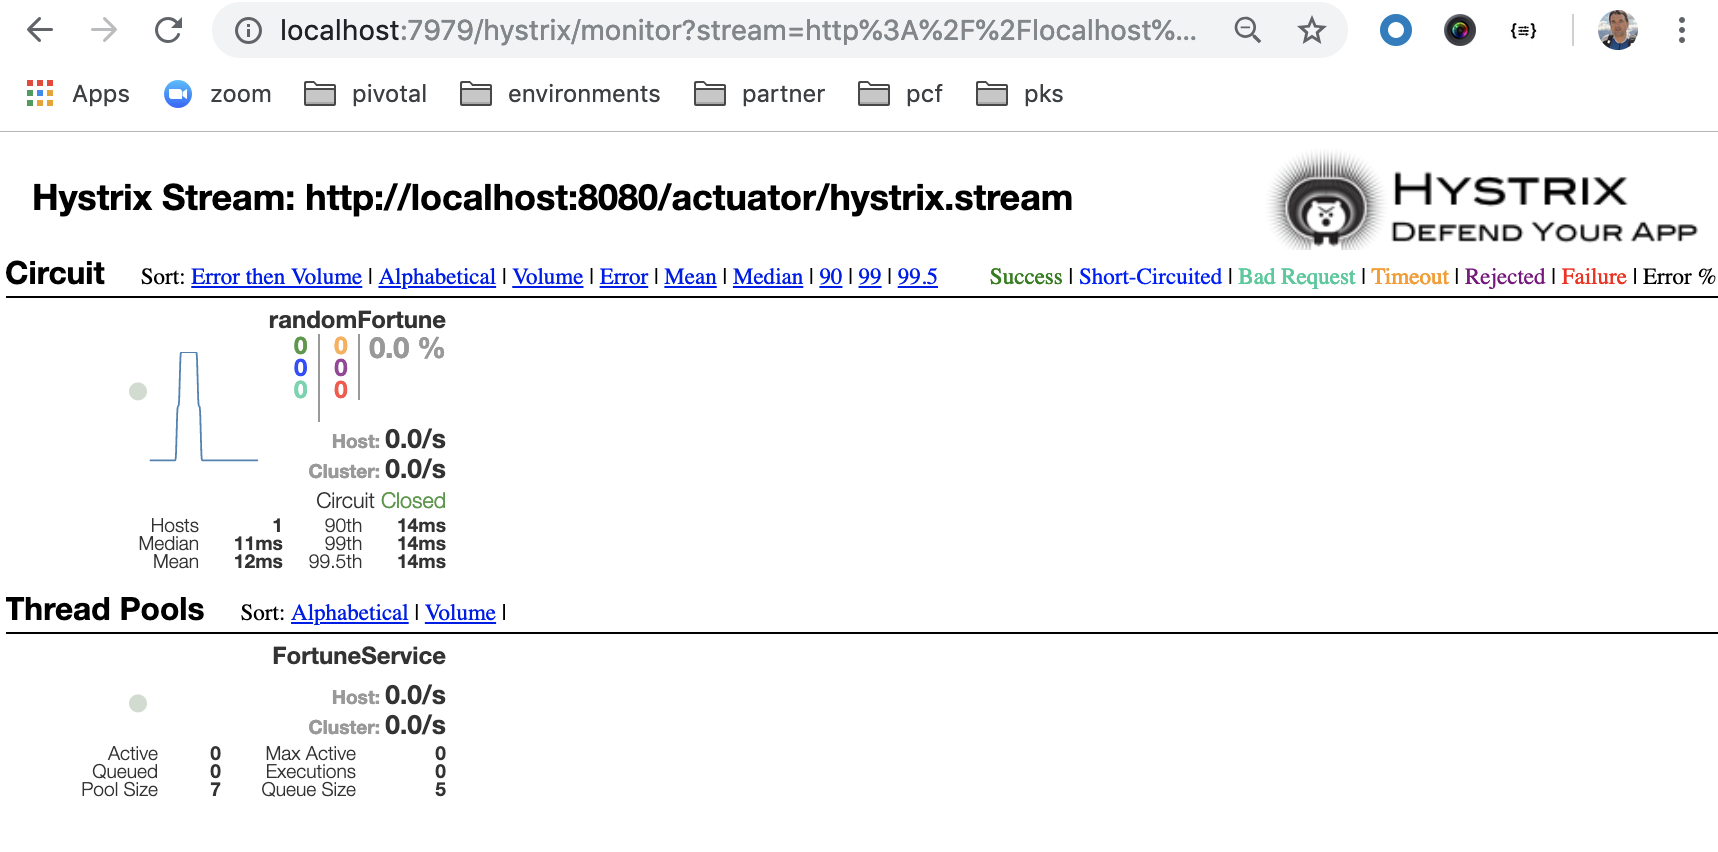 localhost:7979/hystrix/monitor?stream=http%3A%2F%2Flocalhost%...
Apps zoom pivotal environments partner pcf pks
Hystrix Stream: http://localhost:8080/actuator/hystrix.stream
HYSTRIX
DEFEND YOUR APP
Circuit Sort: Error then Volume | Alphabetical | Volume | Error | Mean | Median | 90 | 99 | 99.5 Success | Short-Circuited | Bad Request | Timeout | Rejected | Failure | Error %
randomFortune
0 0 0.0 %
0 0
0 0
Host: 0.0/s
Cluster: 0.0/s
Circuit Closed
Hosts 1 90th 14ms
Median 11ms 99th 14ms
Mean 12ms 99.5th 14ms
Thread Pools Sort: Alphabetical | Volume |
FortuneService
Host: 0.0/s
Cluster: 0.0/s
Active 0 Max Active 0
Queued 0 Executions 0
Pool Size 7 Queue Size 5